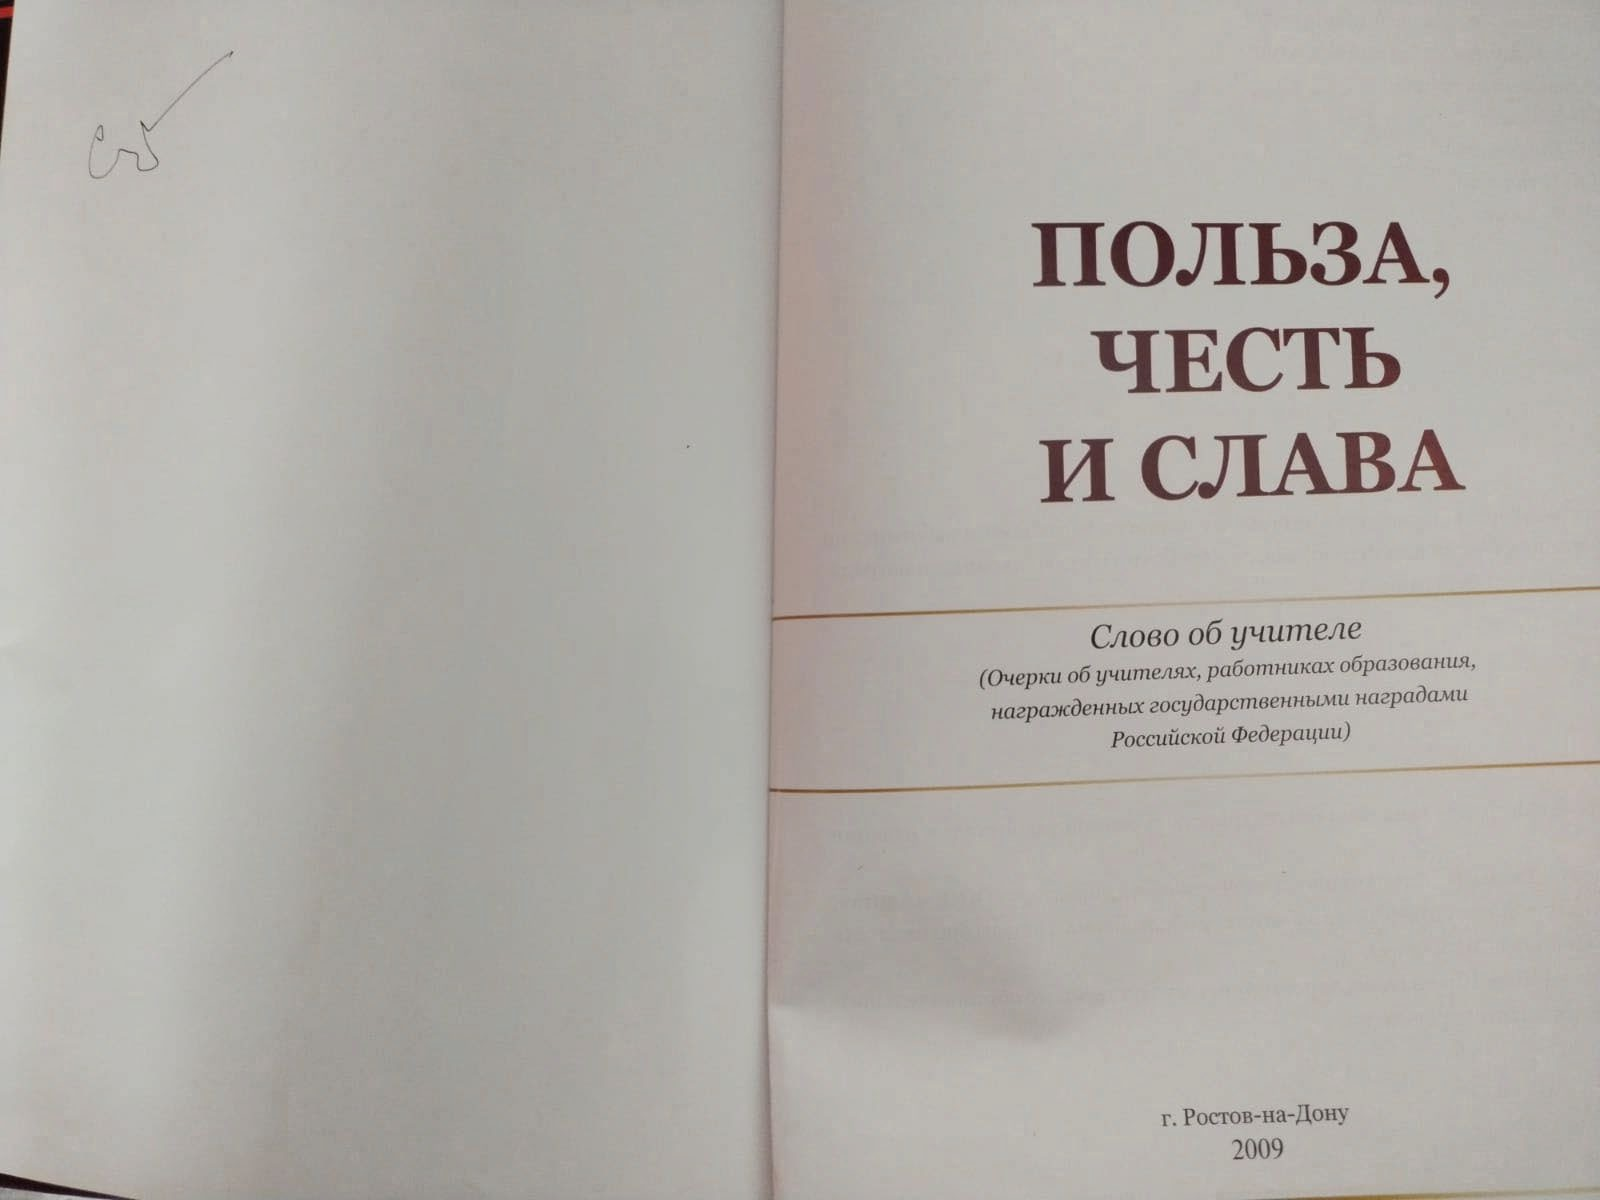 ПОЛЬЗА,
ЧЕСТЬ
И СЛАВА
Слово об учителе
(Очерки об учителях, работниках образования,
награжденных государственными наградами
Российской Федерации)
г. Ростов-на-Дону
2009